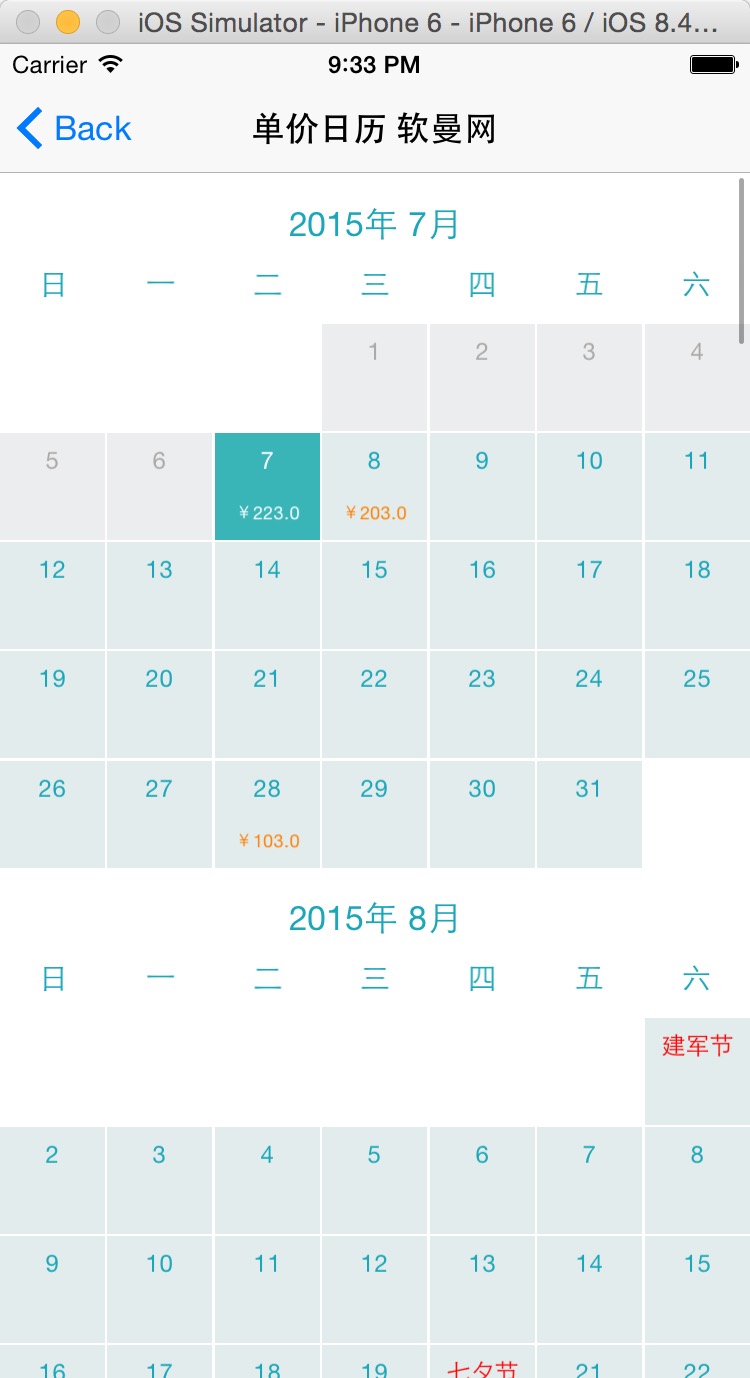 iOS Simulator - iPhone 6 - iPhone 6 / iOS 8.4...
Carrier 9:33 PM
Back 单价日历 软曼网
2015年 7月
日 一 二 三 四 五 六
1 2 3 4
5 6 7 8 9 10 11
¥223.0 ¥203.0
12 13 14 15 16 17 18
19 20 21 22 23 24 25
26 27 28 29 30 31
¥103.0
2015年 8月
日 一 二 三 四 五 六
建军节
2 3 4 5 6 7 8
9 10 11 12 13 14 15
16 17 18 19 七夕节 21 22